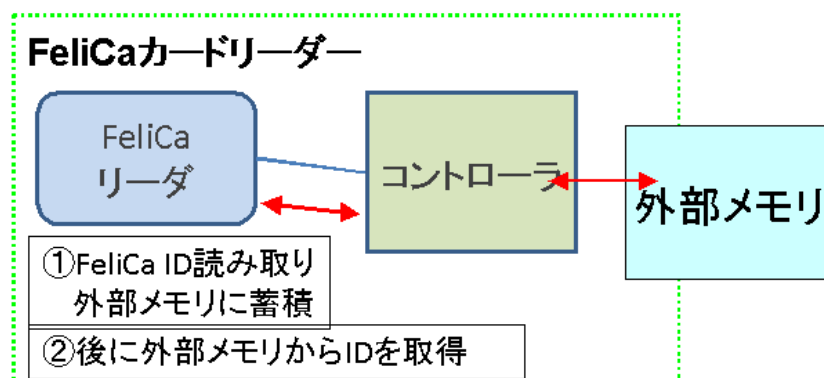 FeliCaカードリーダー
FeliCa
リーダ
コントローラ
外部メモリ
①FeliCa ID読み取り
外部メモリに蓄積
②後に外部メモリからIDを取得